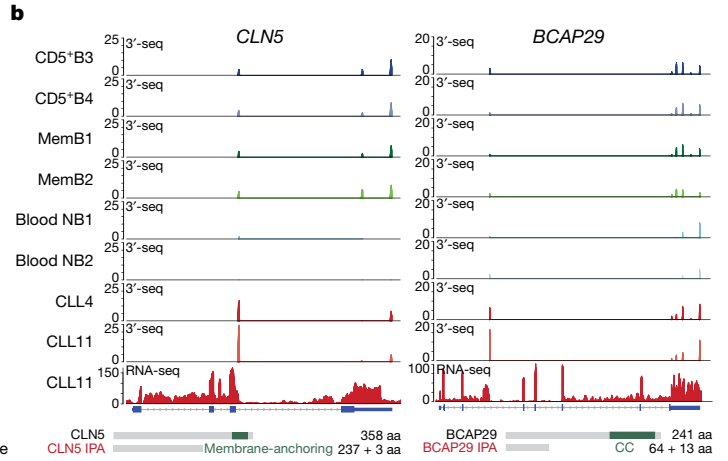 b
CLN5 BCAP29
CD5+B3 25 3′-seq 0 20 3′-seq 0
CD5+B4 25 3′-seq 0 20 3′-seq 0
MemB1 25 3′-seq 0 20 3′-seq 0
MemB2 25 3′-seq 0 20 3′-seq 0
Blood NB1 25 3′-seq 0 20 3′-seq 0
Blood NB2 25 3′-seq 0 20 3′-seq 0
CLL4 25 3′-seq 0 20 3′-seq 0
CLL11 25 3′-seq 0 20 3′-seq 0
CLL11 150 RNA-seq 0 100 RNA-seq 0
CLN5 358 aa BCAP29 241 aa
e CLN5 IPA Membrane-anchoring 237 + 3 aa BCAP29 IPA CC 64 + 13 aa